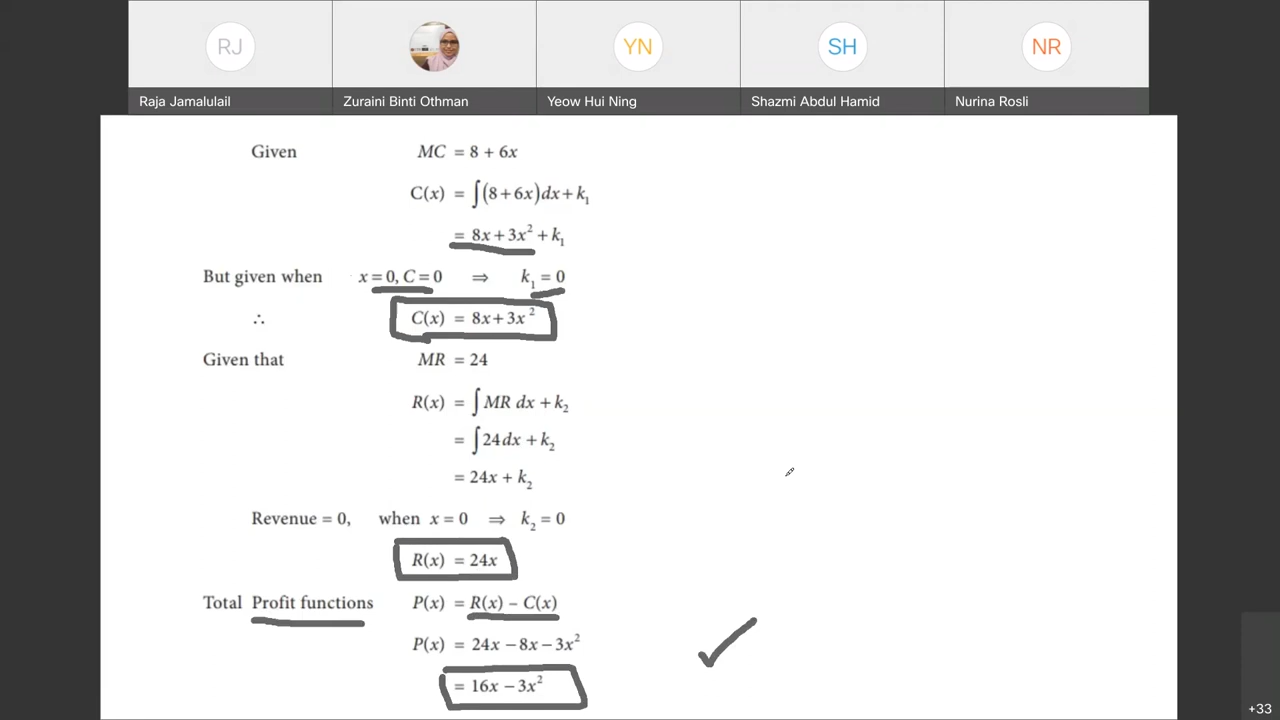 RJ
YN
SH
NR
Raja Jamalulail
Zuraini Binti Othman
Yeow Hui Ning
Shazmi Abdul Hamid
Nurina Rosli
Given MC = 8 + 6x
C(x) = ∫(8+6x)dx + k₁
= 8x + 3x² + k₁
But given when x = 0, C = 0 ⇒ k₁ = 0
∴ C(x) = 8x + 3x²
Given that MR = 24
R(x) = ∫MR dx + k₂
= ∫24dx + k₂
= 24x + k₂
Revenue = 0, when x = 0 ⇒ k₂ = 0
R(x) = 24x
Total Profit functions P(x) = R(x) – C(x)
P(x) = 24x – 8x – 3x²
= 16x – 3x²
+33